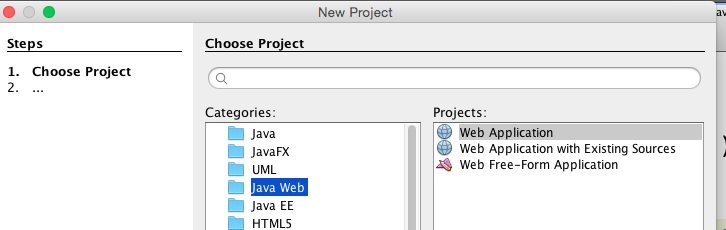 New Project
Steps
1. Choose Project
2. ...
Choose Project
Categories:
Java
JavaFX
UML
Java Web
Java EE
HTML5
Projects:
Web Application
Web Application with Existing Sources
Web Free-Form Application